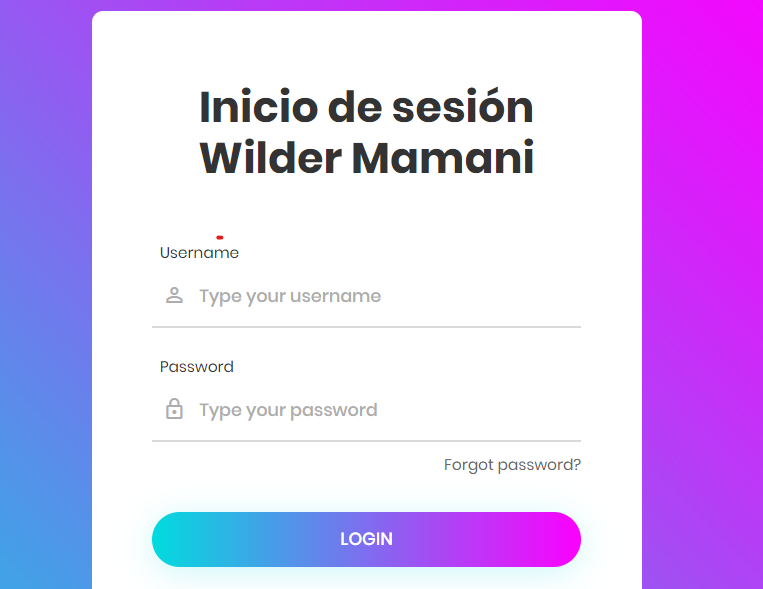 Inicio de sesión
Wilder Mamani
Username
Type your username
Password
Type your password
Forgot password?
LOGIN